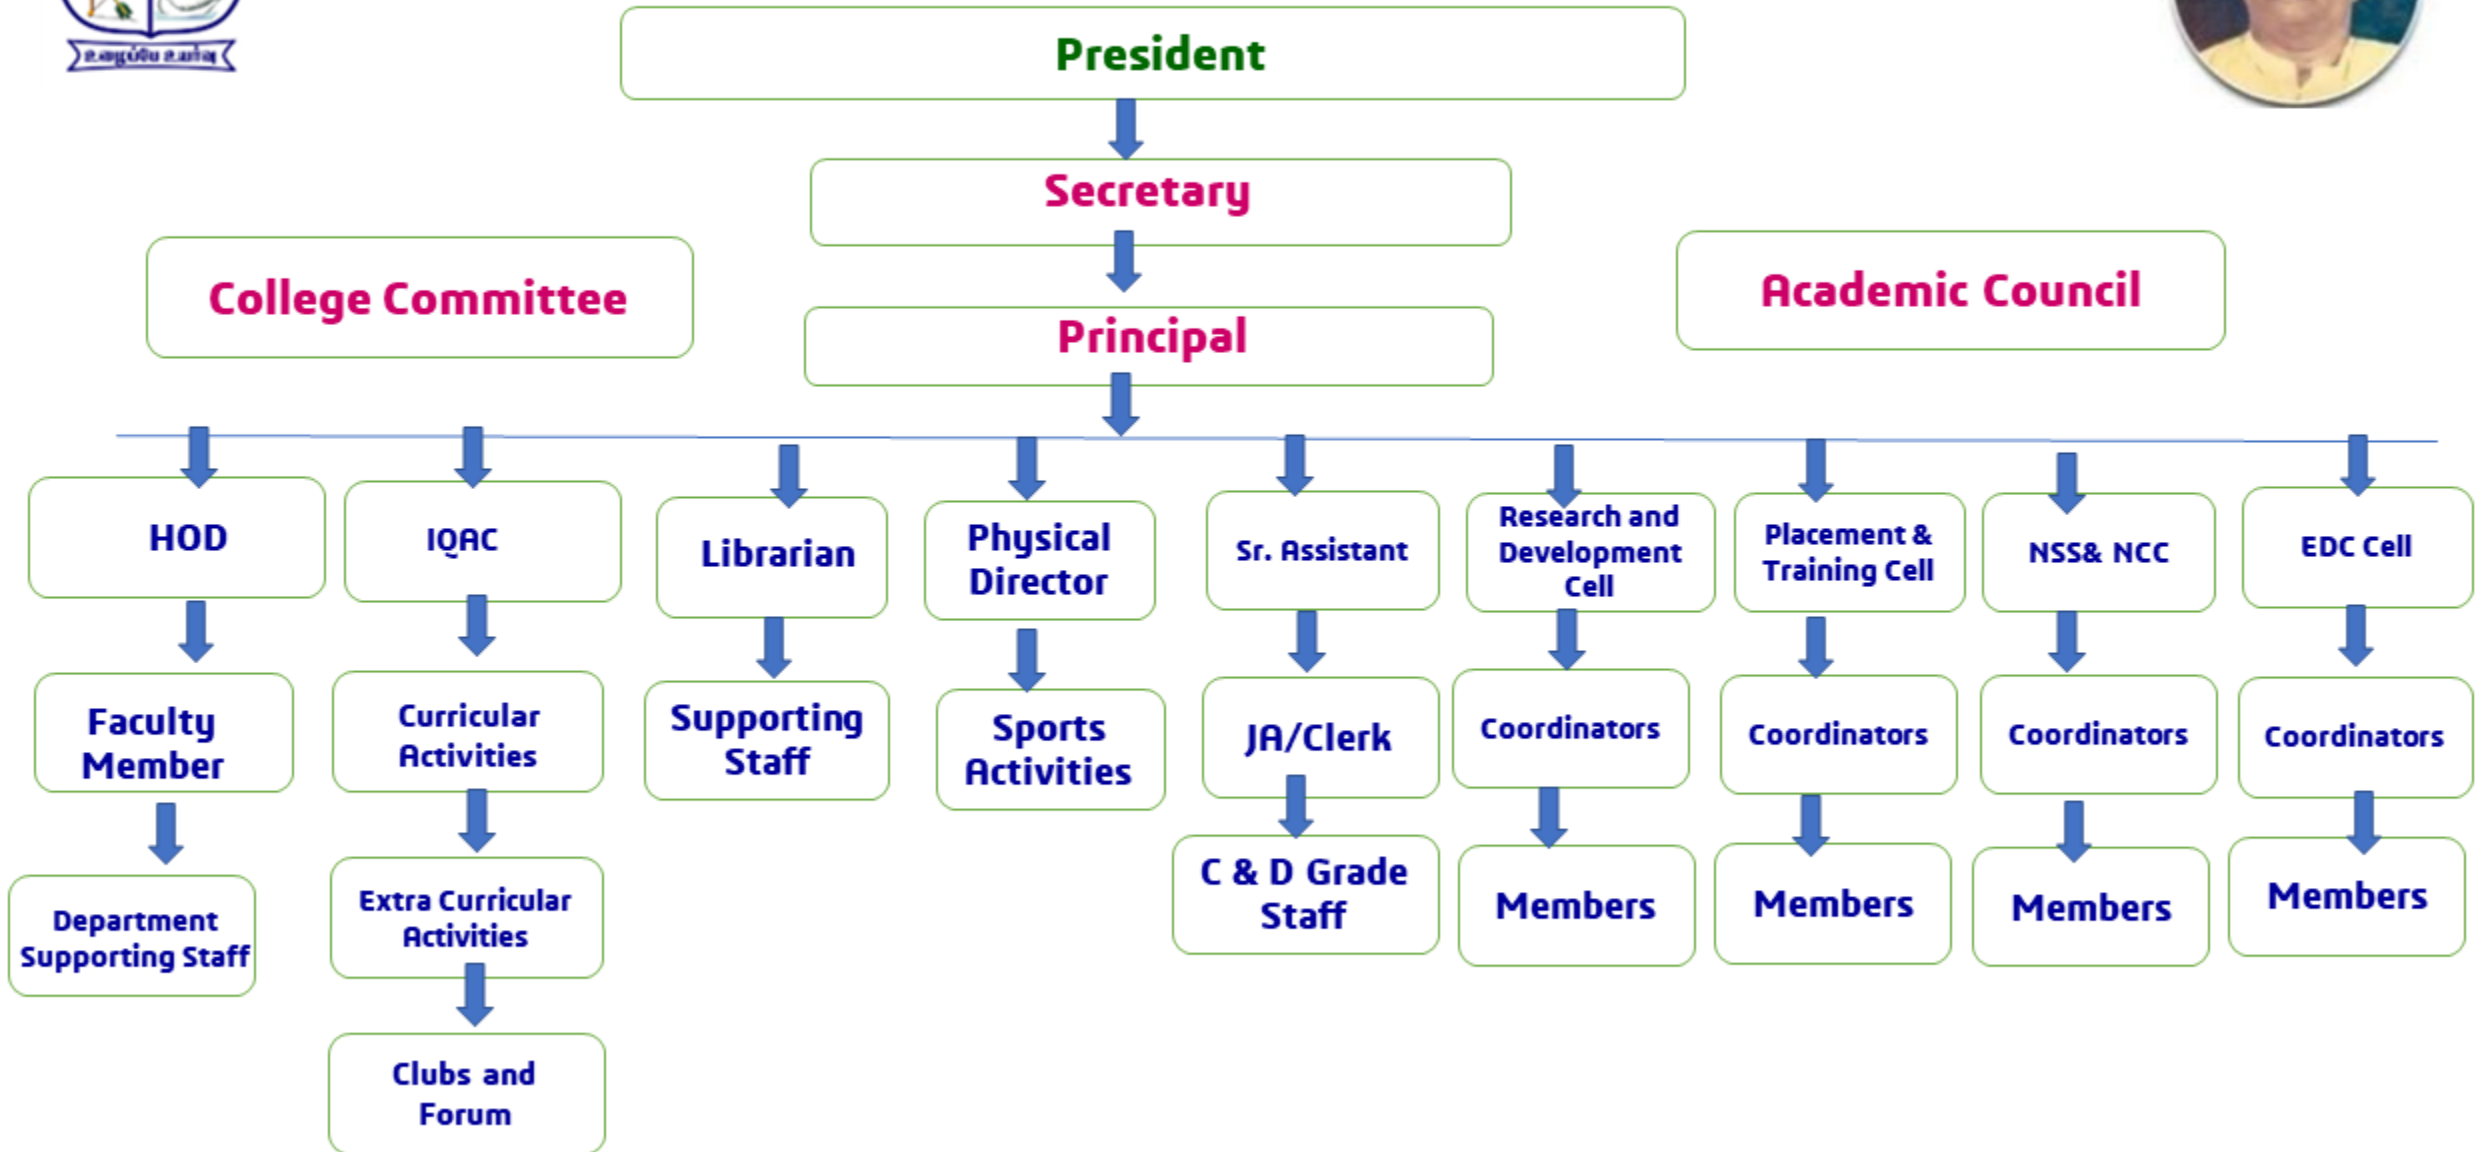 உழைப்பே உயர்வு
President
Secretary
College Committee
Academic Council
Principal
HOD
IQAC
Librarian
Physical
Director
Sr. Assistant
Research and
Development
Cell
Placement &
Training Cell
NSS& NCC
EDC Cell
Faculty
Member
Curricular
Activities
Supporting
Staff
Sports
Activities
JA/Clerk
Coordinators
Coordinators
Coordinators
Coordinators
Department
Supporting Staff
Extra Curricular
Activities
C & D Grade
Staff
Members
Members
Members
Members
Clubs and
Forum